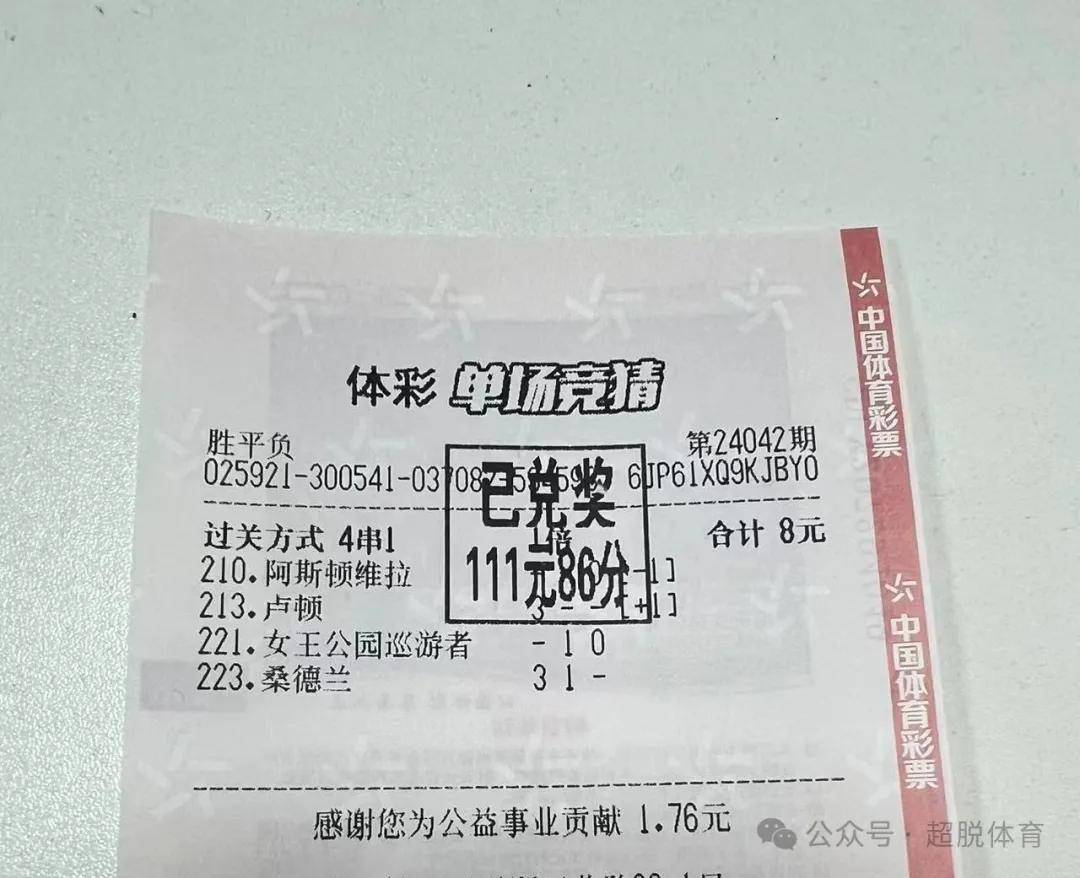 体彩 单场竞猜
胜平负 第24042期
025921-300541-03708 6JP61XQ9KJBY0
已兑奖
111元86分
过关方式 4串1 1倍 合计 8元
210.阿斯顿维拉 -1]
213.卢顿 3 - - [+1]
221.女王公园巡游者 - 1 0
223.桑德兰 3 1 -
感谢您为公益事业贡献 1.76元
中国体育彩票
中国体育彩票
公众号 · 超脱体育